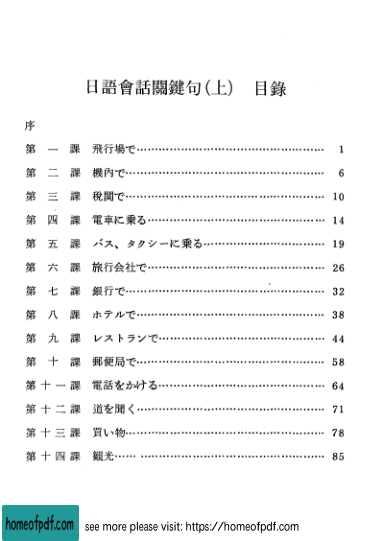 日語會話關鍵句(上) 目錄
序
第一課 飛行場で…………………………………………… 1
第二課 機內で…………………………………………… 6
第三課 稅関で…………………………………………… 10
第四課 電車に乗る…………………………………………… 14
第五課 バス、タクシーに乗る…………………………………………… 19
第六課 旅行会社で…………………………………………… 26
第七課 銀行で…………………………………………… 32
第八課 ホテルで…………………………………………… 38
第九課 レストランで…………………………………………… 44
第十課 郵便局で…………………………………………… 58
第十一課 電話をかける…………………………………………… 64
第十二課 道を聞く…………………………………………… 71
第十三課 買い物…………………………………………… 78
第十四課 観光…… …………………………………………… 85
homeofpdf.com see more please visit: https://homeofpdf.com